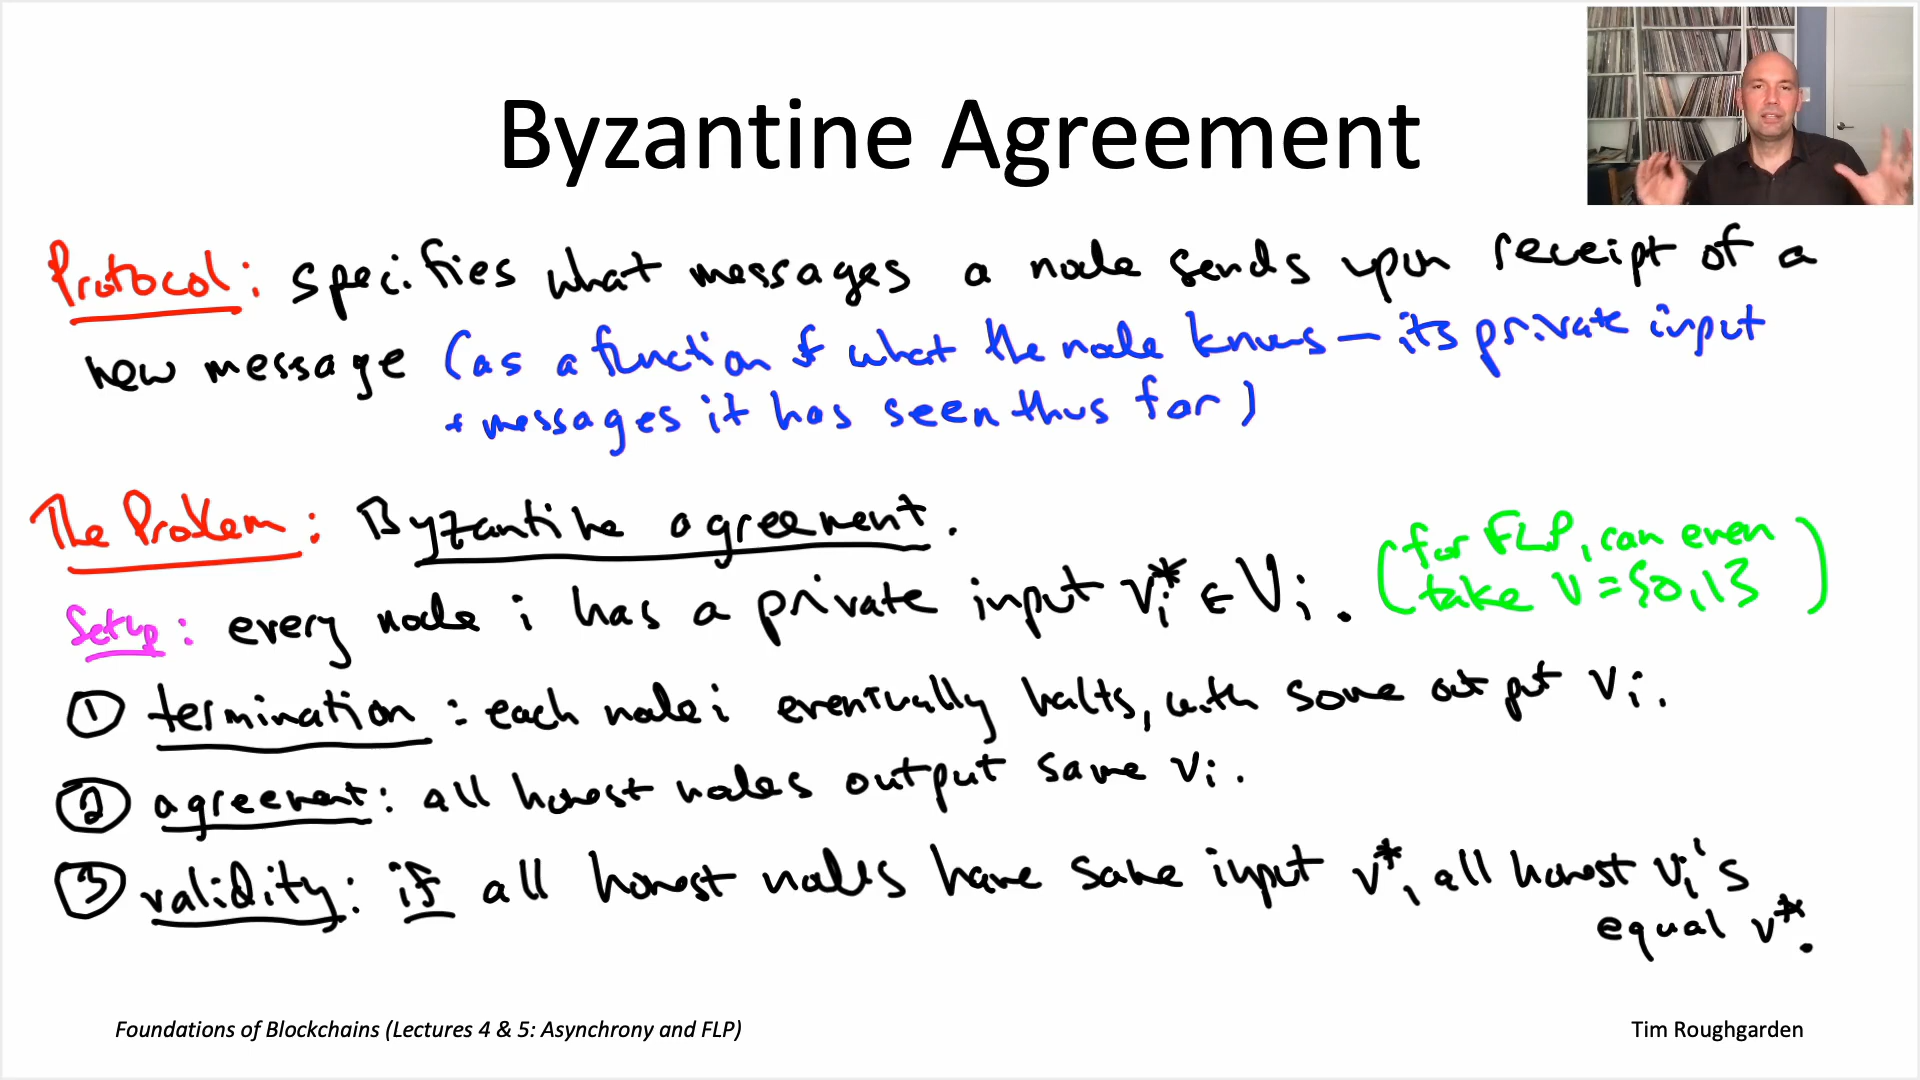 Byzantine Agreement
Protocol: specifies what messages a node sends upon receipt of a
new message (as a function of what the node knows – its private input
+ messages it has seen thus far)
The Problem: Byzantine agreement.
(for FLP, can even
take V = {0,1})
Setup: every node i has a private input vᵢ* ∈ Vᵢ.
① termination: each node i eventually halts, with some output vᵢ.
② agreement: all honest nodes output same vᵢ.
③ validity: if all honest nodes have same input v*, all honest vᵢ's
equal v*.
Foundations of Blockchains (Lectures 4 & 5: Asynchrony and FLP)
Tim Roughgarden